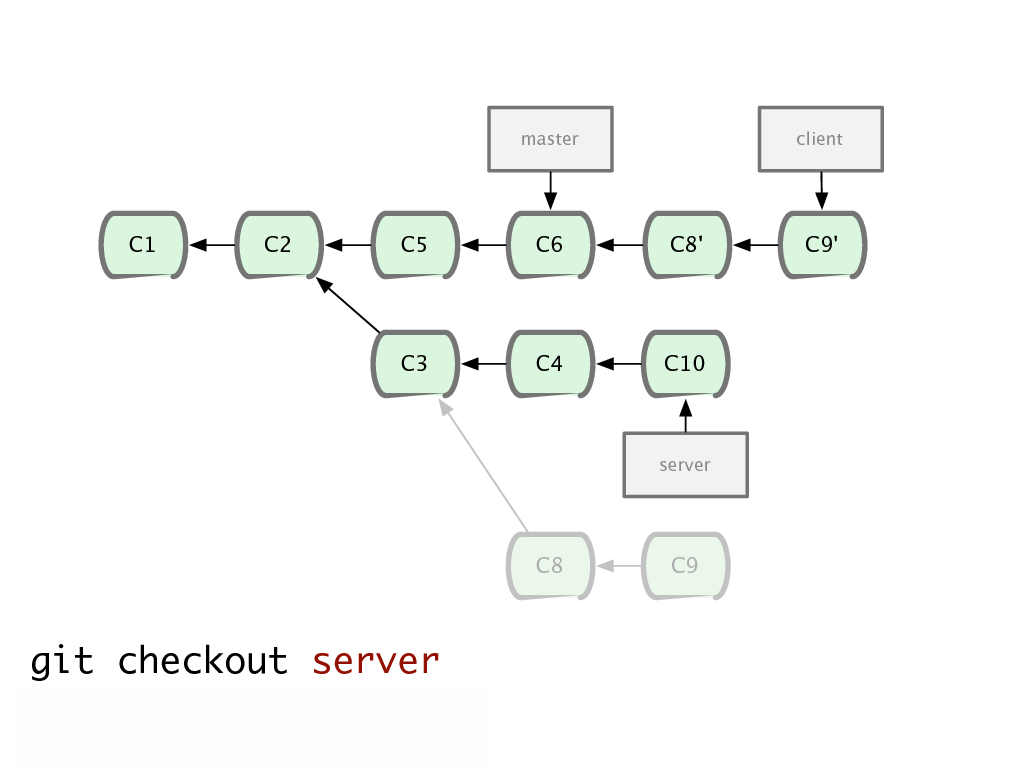 master client
C1 C2 C5 C6 C8' C9'
C3 C4 C10
server
C8 C9
git checkout server